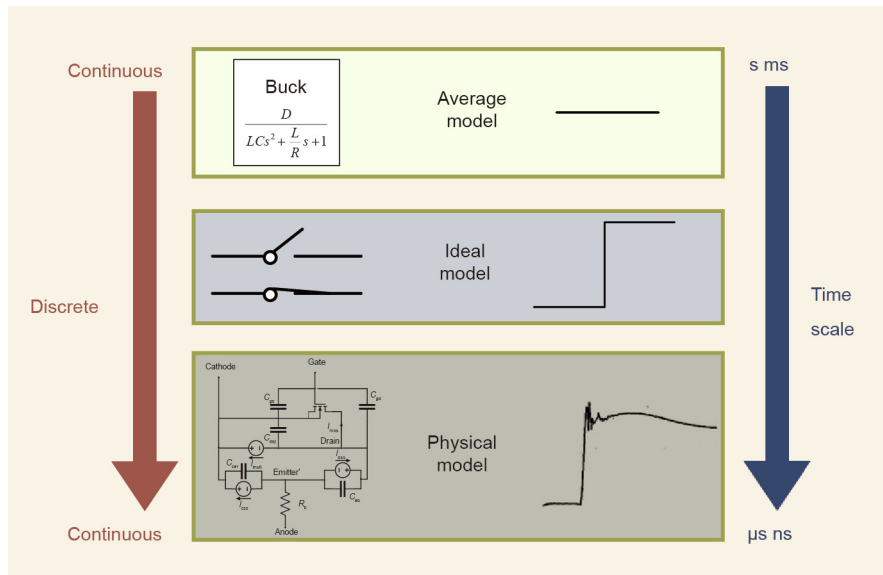 Continuous
s ms
Buck
D
LCs² + L/R s + 1
Average
model
Ideal
model
Discrete
Time
scale
Cathode
Gate
Drain
Emitter'
Anode
Physical
model
Continuous
µs ns